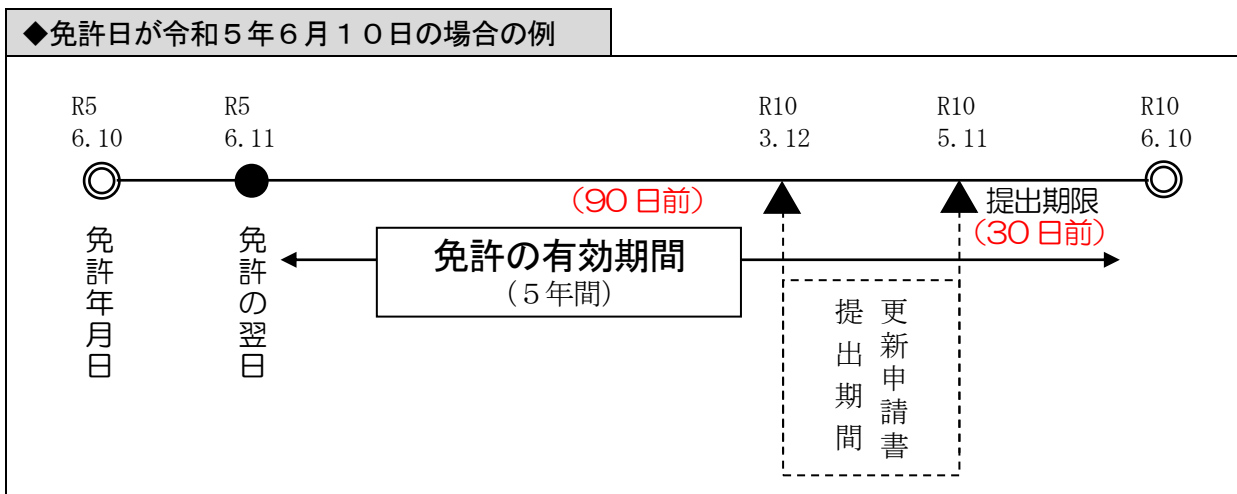 ◆免許日が令和５年６月１０日の場合の例
R5
6.10
R5
6.11
R10
3.12
R10
5.11
R10
6.10
（90日前）
提出期限
（30日前）
免許年月日
免許の翌日
免許の有効期間
（５年間）
更新申請書
提出期間